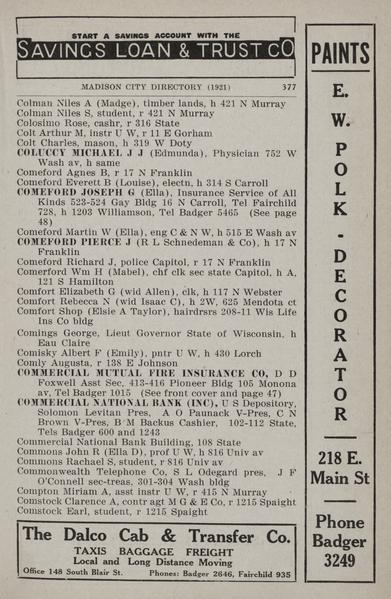 START A SAVINGS ACCOUNT WITH THE
SAVINGS LOAN & TRUST CO
MADISON CITY DIRECTORY (1921) 377
Colman Niles A (Madge), timber lands, h 421 N Murray
Colman Niles S, student, r 421 N Murray
Colosimo Rose, cashr, r 316 State
Colt Arthur M, instr U W, r 11 E Gorham
Colt Charles, mason, h 319 W Doty
COLUCCY MICHAEL J J (Edmunda), Physician 752 W
Wash av, h same
Comeford Agnes B, r 17 N Franklin
Comeford Everett B (Louise), electn, h 314 S Carroll
COMEFORD JOSEPH G (Ella), Insurance Service of All
Kinds 523-524 Gay Bldg 16 N Carroll, Tel Fairchild
728, h 1203 Williamson, Tel Badger 5465 (See page
48)
Comeford Martin W (Ella), eng C & N W, h 515 E Wash av
COMEFORD PIERCE J (R L Schnedeman & Co), h 17 N
Franklin
Comeford Richard J, police Capitol, r 17 N Franklin
Comerford Wm H (Mabel), chf clk sec state Capitol, h A,
121 S Hamilton
Comfort Elizabeth G (wid Allen), clk, h 117 N Webster
Comfort Rebecca N (wid Isaac C), h 2W, 625 Mendota ct
Comfort Shop (Elsie A Taylor), hairdrsrs 208-11 Wis Life
Ins Co bldg
Comings George, Lieut Governor State of Wisconsin, h
Eau Claire
Comisky Albert F (Emily), pntr U W, h 430 Lorch
Comly Augusta, r 138 E Johnson
COMMERCIAL MUTUAL FIRE INSURANCE CO, D D
Foxwell Asst Sec, 413-416 Pioneer Bldg 105 Monona
av, Tel Badger 1015 (See front cover and page 47)
COMMERCIAL NATIONAL BANK (INC), U S Depository,
Solomon Levitan Pres, A O Paunack V-Pres, C N
Brown V-Pres, B M Backus Cashier, 102-112 State,
Tels Badger 600 and 1243
Commercial National Bank Building, 108 State
Commons John R (Ella D), prof U W, h 816 Univ av
Commons Rachael S, student, r 816 Univ av
Commonwealth Telephone Co, S L Odegard pres, J F
O'Connell sec-treas, 301-304 Wash bldg
Compton Miriam A, asst instr U W, r 415 N Murray
Comstock Clarence A, contr agt M G & E Co, r 1215 Spaight
Comstock Earl, student, r 1215 Spaight
The Dalco Cab & Transfer Co.
TAXIS BAGGAGE FREIGHT
Local and Long Distance Moving
Office 148 South Blair St. Phones: Badger 2646, Fairchild 935
PAINTS
E.
W.
P
O
L
K
-
D
E
C
O
R
A
T
O
R
218 E.
Main St
Phone
Badger
3249